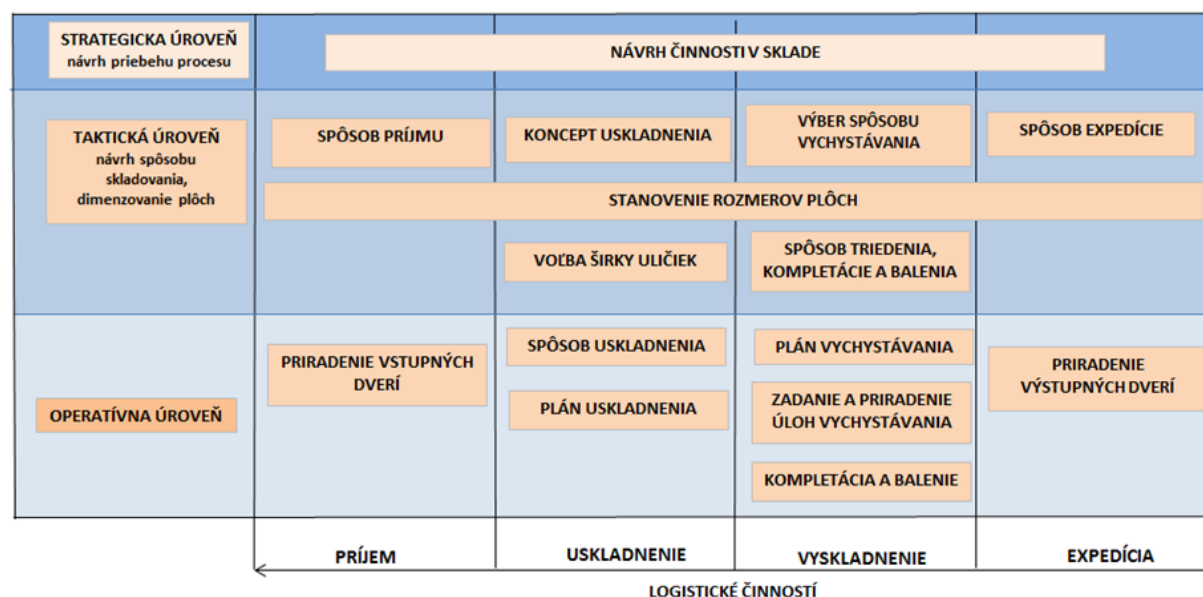 STRATEGICKA ÚROVEŇ
návrh priebehu procesu
NÁVRH ČINNOSTI V SKLADE
TAKTICKÁ ÚROVEŇ
návrh spôsobu
skladovania,
dimenzovanie plôch
SPÔSOB PRÍJMU
KONCEPT USKLADNENIA
VÝBER SPÔSOBU
VYCHYSTÁVANIA
SPÔSOB EXPEDÍCIE
STANOVENIE ROZMEROV PLÔCH
VOĽBA ŠIRKY ULIČIEK
SPÔSOB TRIEDENIA,
KOMPLETÁCIE A BALENIA
OPERATÍVNA ÚROVEŇ
PRIRADENIE VSTUPNÝCH
DVERÍ
SPÔSOB USKLADNENIA
PLÁN USKLADNENIA
PLÁN VYCHYSTÁVANIA
ZADANIE A PRIRADENIE
ÚLOH VYCHYSTÁVANIA
KOMPLETÁCIA A BALENIE
PRIRADENIE
VÝSTUPNÝCH DVERÍ
PRÍJEM
USKLADNENIE
VYSKLADNENIE
EXPEDÍCIA
LOGISTICKÉ ČINNOSTÍ